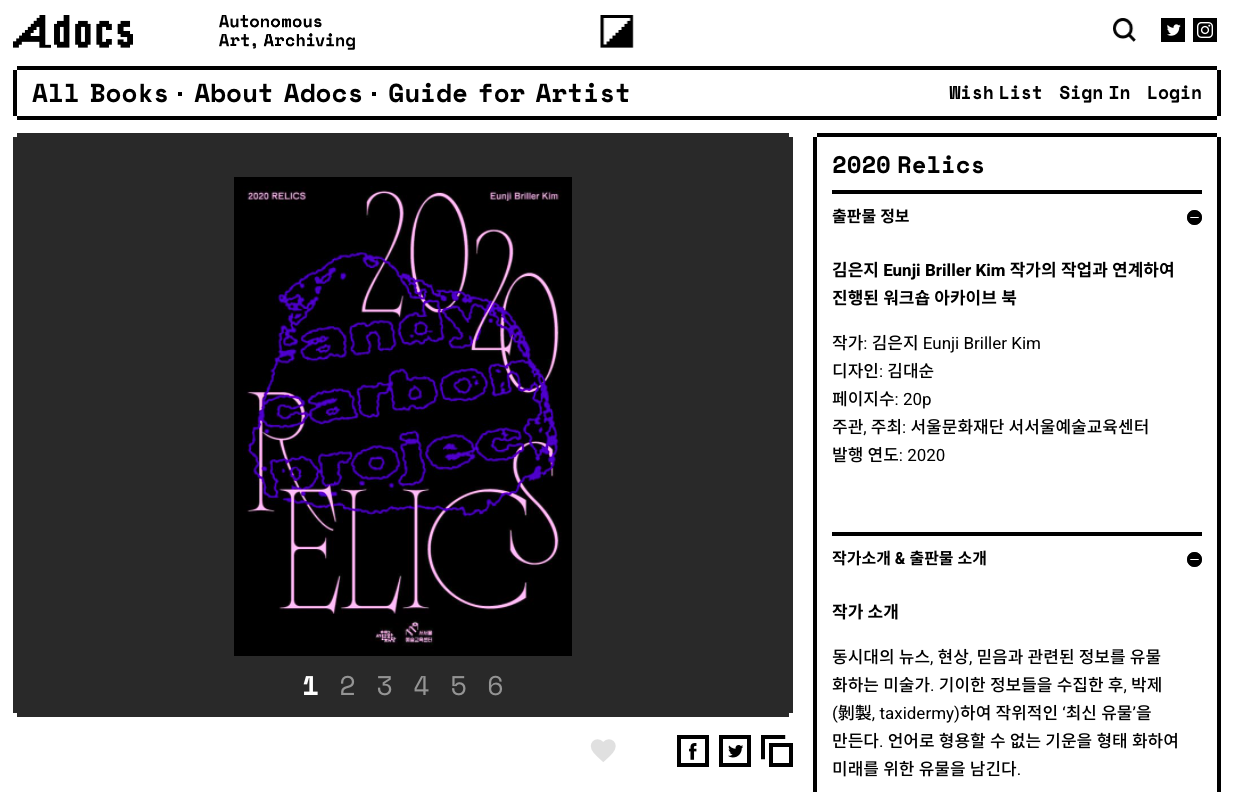 Adocs
Autonomous
Art, Archiving
All Books · About Adocs · Guide for Artist
Wish List Sign In Login
2020 RELICS
Eunji Briller Kim
2020
candy
carbon
project
RELICS
서서울
예술교육센터
1 2 3 4 5 6
2020 Relics
출판물 정보
김은지 Eunji Briller Kim 작가의 작업과 연계하여
진행된 워크숍 아카이브 북
작가: 김은지 Eunji Briller Kim
디자인: 김대순
페이지수: 20p
주관, 주최: 서울문화재단 서서울예술교육센터
발행 연도: 2020
작가소개 & 출판물 소개
작가 소개
동시대의 뉴스, 현상, 믿음과 관련된 정보를 유물
화하는 미술가. 기이한 정보들을 수집한 후, 박제
(剝製, taxidermy)하여 작위적인 ‘최신 유물’을
만든다. 언어로 형용할 수 없는 기운을 형태 화하여
미래를 위한 유물을 남긴다.